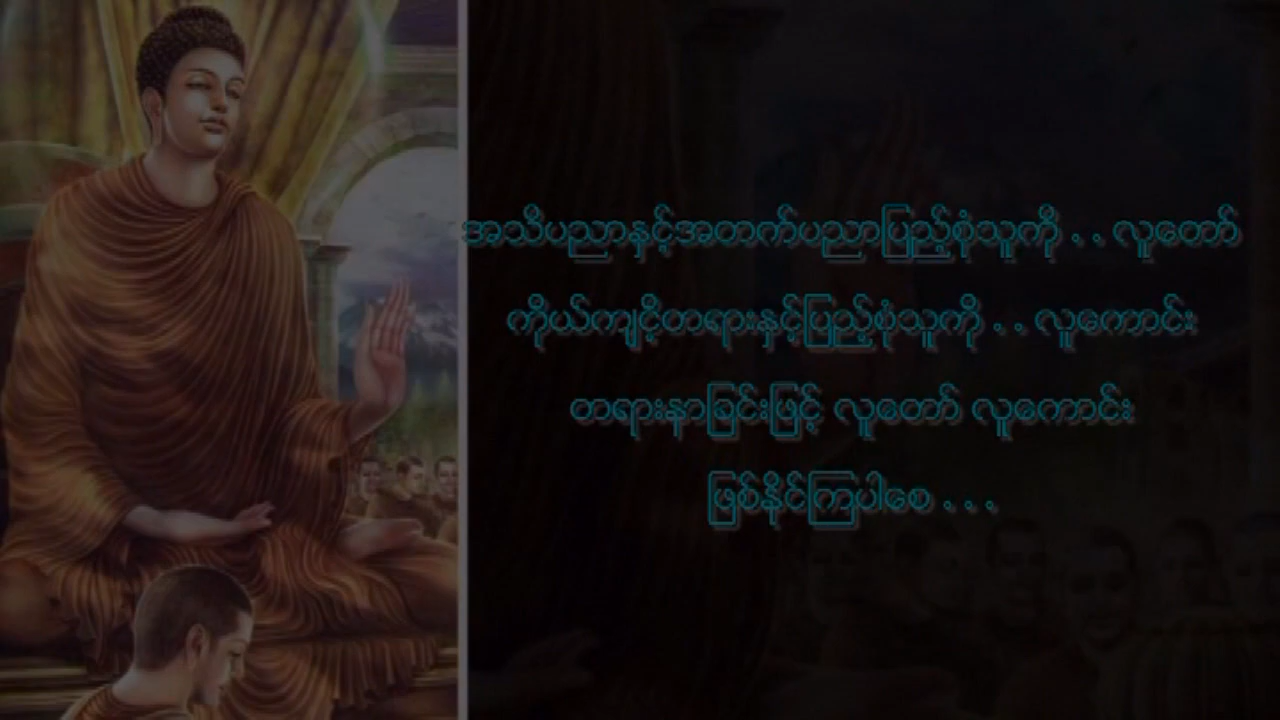 အသိပညာနှင့်အတက်ပညာပြည့်စုံသူကို . . လူတော်
ကိုယ်ကျင့်တရားနှင့်ပြည့်စုံသူကို . . လူကောင်း
တရားနာခြင်းဖြင့် လူတော် လူကောင်း
ဖြစ်နိုင်ကြပါစေ . . .